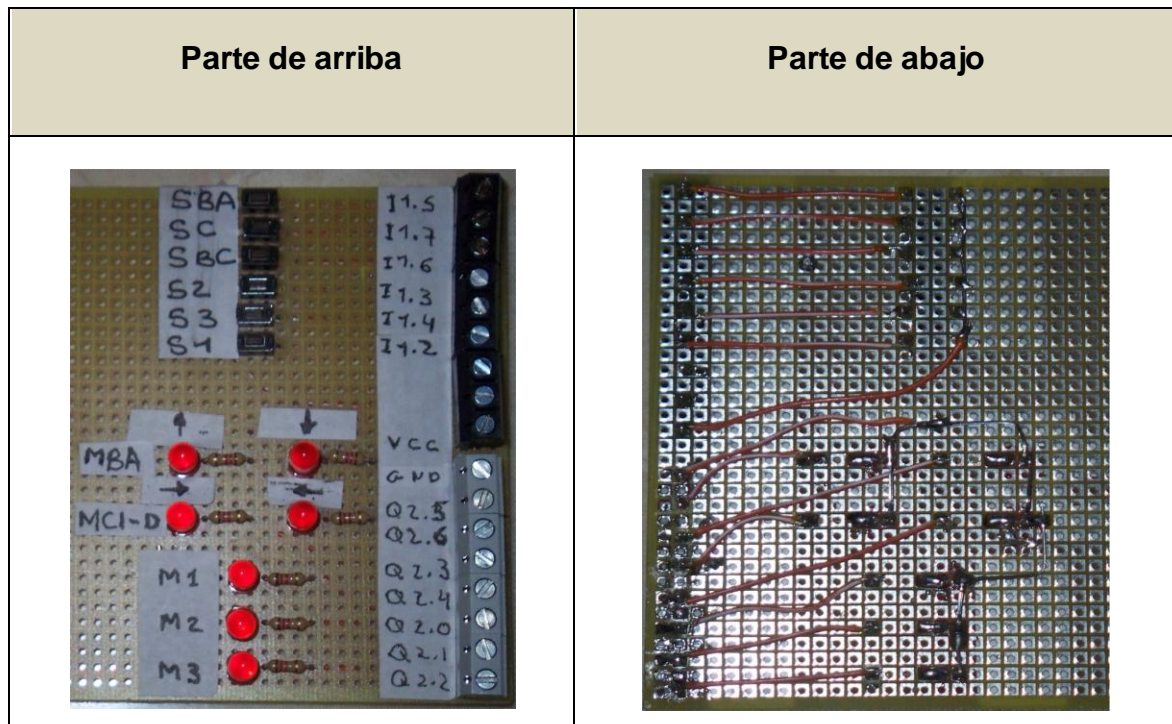 Parte de arriba
Parte de abajo
SBA
SC
SBC
S2
S3
S1
I1.5
I1.7
I1.6
I1.3
I1.4
I1.2
VCC
GND
Q2.5
Q2.6
Q2.3
Q2.4
Q2.0
Q2.1
Q2.2
MBA
MCI-D
M1
M2
M3